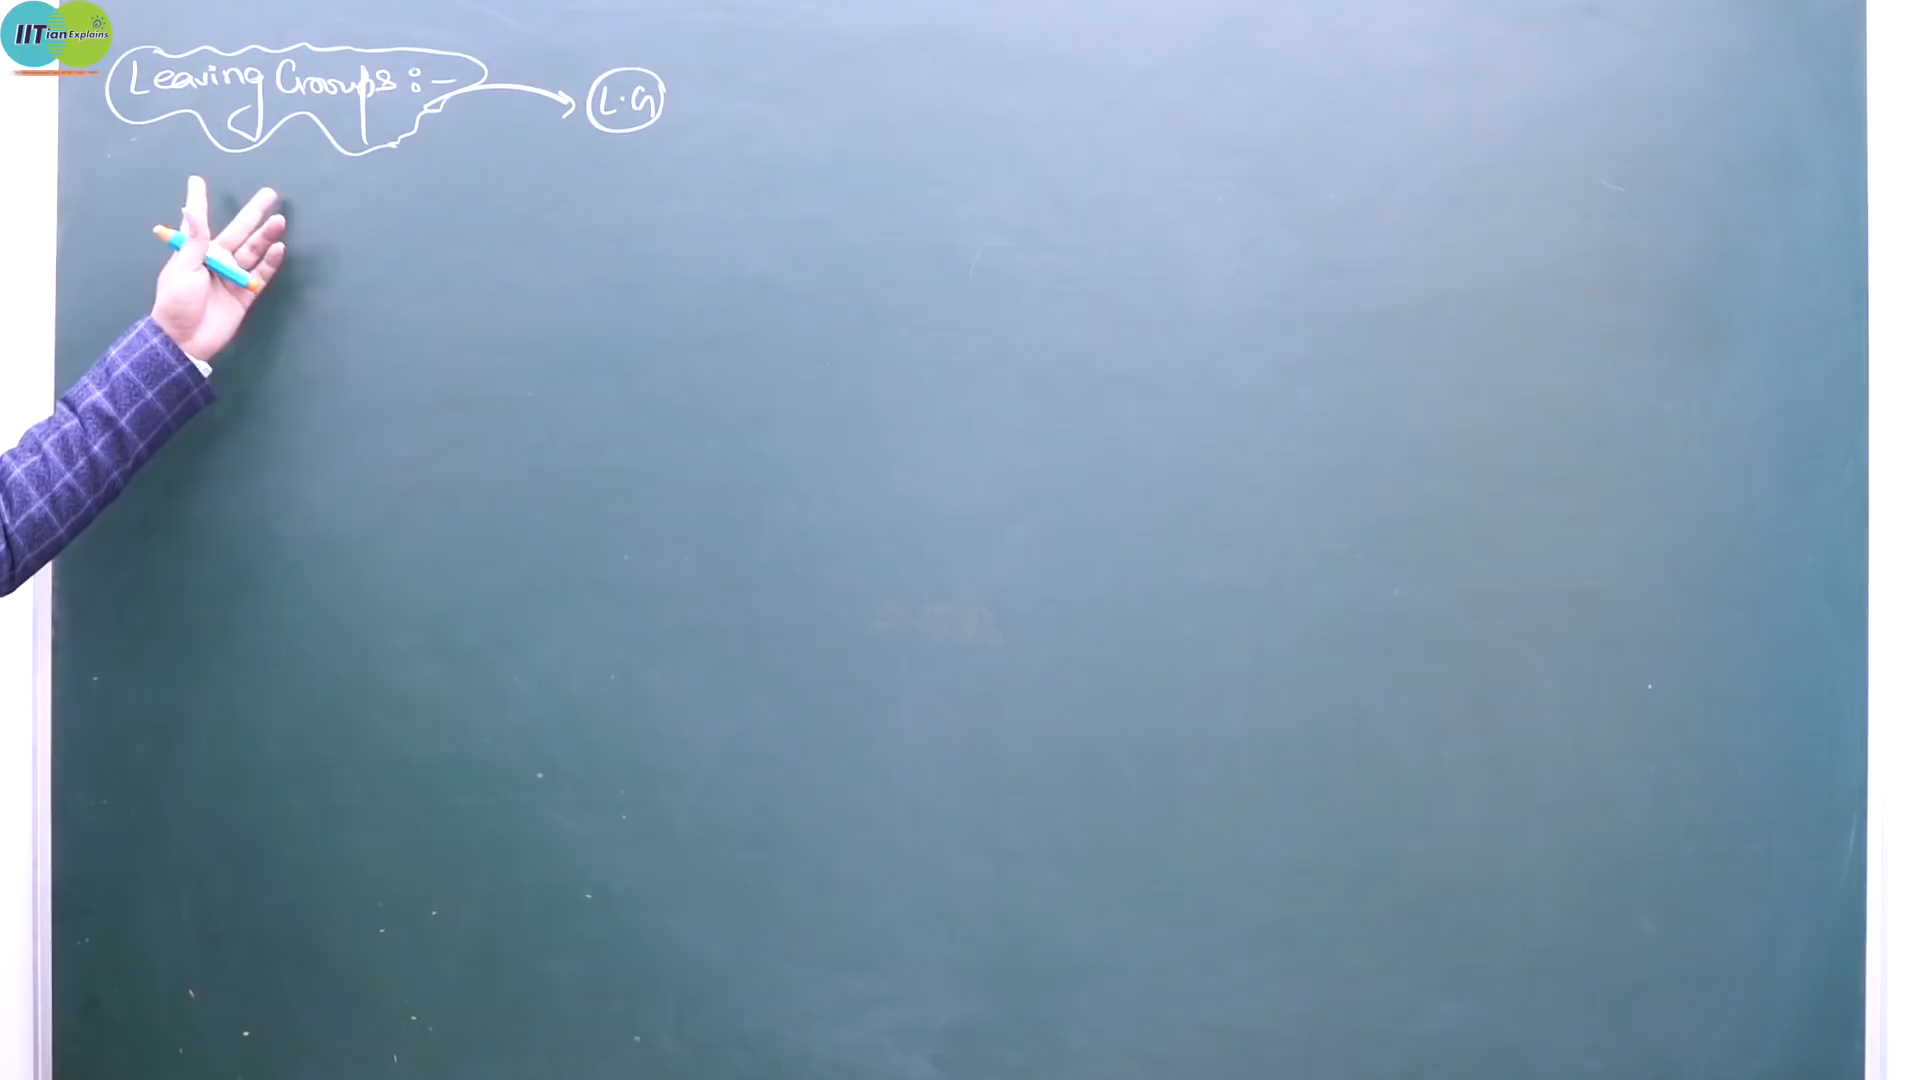 IITian Explains
Leaving Groups :- → L.G